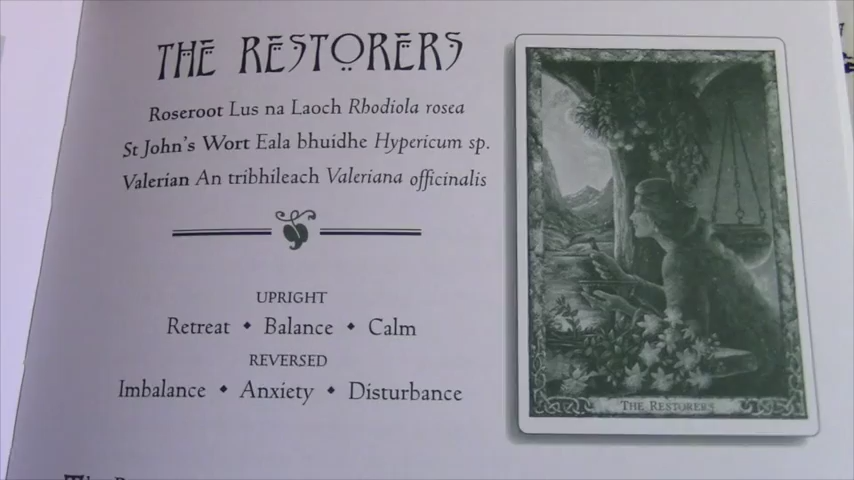 THE RESTORERS
Roseroot Lus na Laoch Rhodiola rosea
St John's Wort Eala bhuidhe Hypericum sp.
Valerian An tribhileach Valeriana officinalis
UPRIGHT
Retreat ◆ Balance ◆ Calm
REVERSED
Imbalance ◆ Anxiety ◆ Disturbance
THE RESTORERS